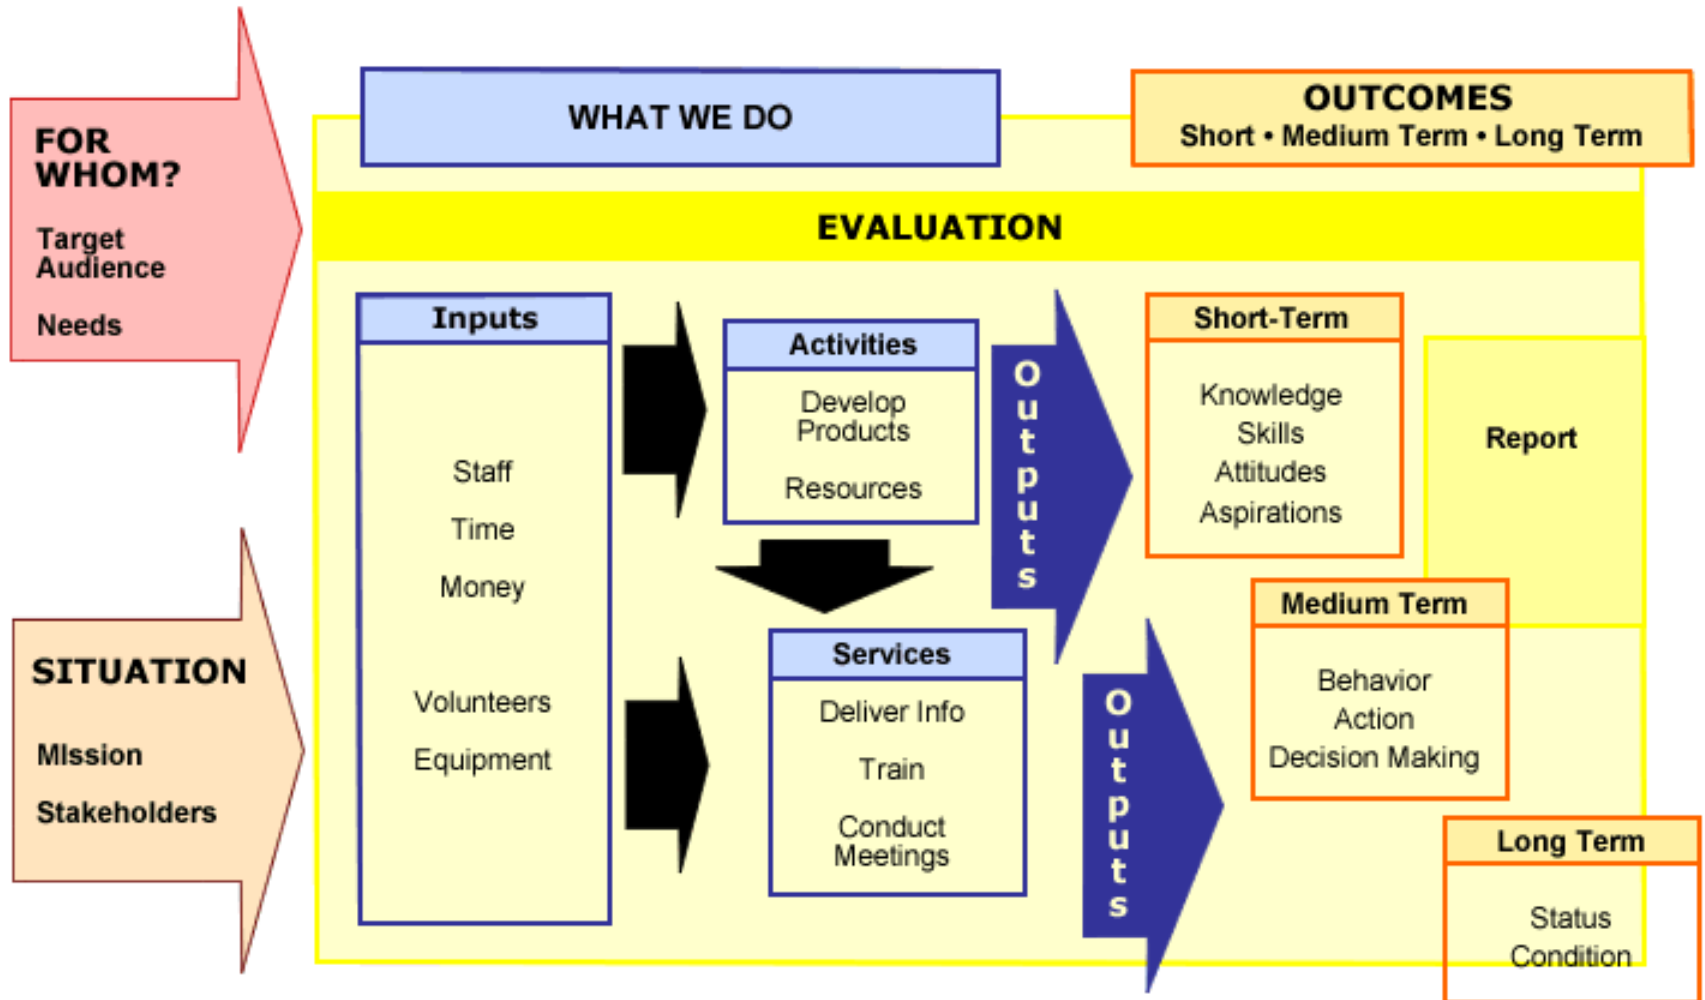 FOR
WHOM?
Target
Audience
Needs
SITUATION
MIssion
Stakeholders
WHAT WE DO
OUTCOMES
Short • Medium Term • Long Term
EVALUATION
Inputs
Staff
Time
Money
Volunteers
Equipment
Activities
Develop
Products
Resources
Services
Deliver Info
Train
Conduct
Meetings
Outputs
Outputs
Short-Term
Knowledge
Skills
Attitudes
Aspirations
Report
Medium Term
Behavior
Action
Decision Making
Long Term
Status
Condition